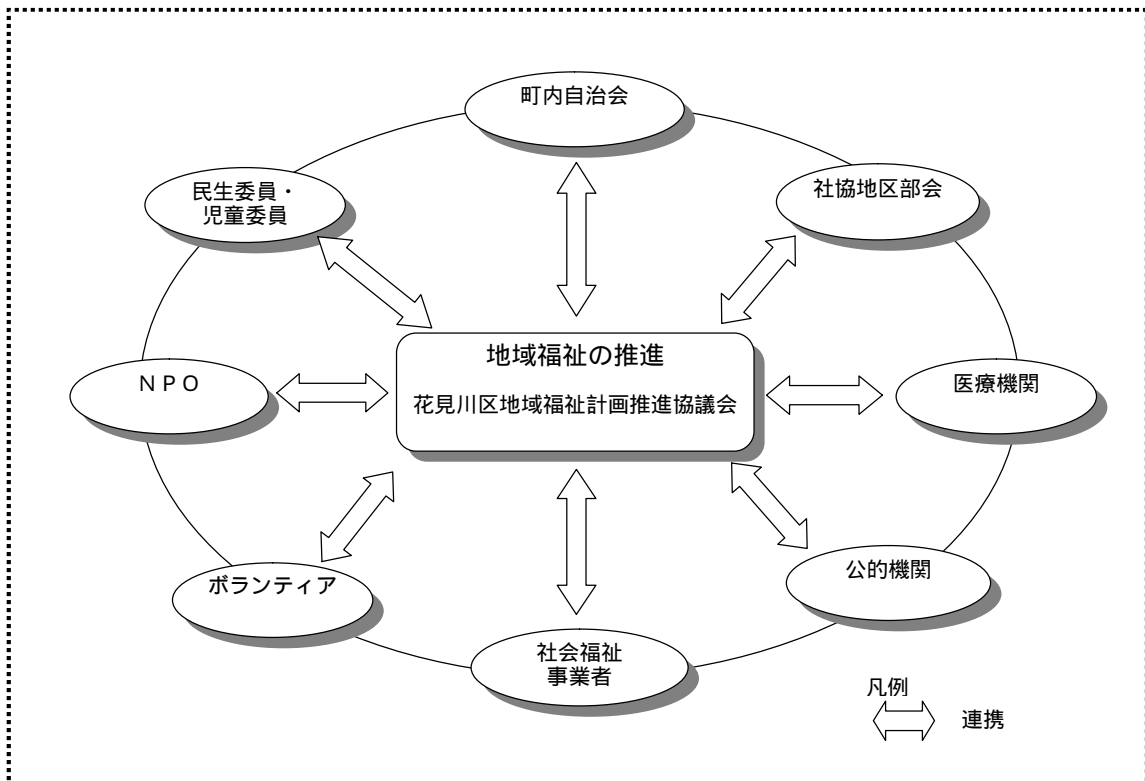 町内自治会
民生委員・
児童委員
社協地区部会
地域福祉の推進
花見川区地域福祉計画推進協議会
ＮＰＯ
医療機関
ボランティア
公的機関
社会福祉
事業者
凡例
連携